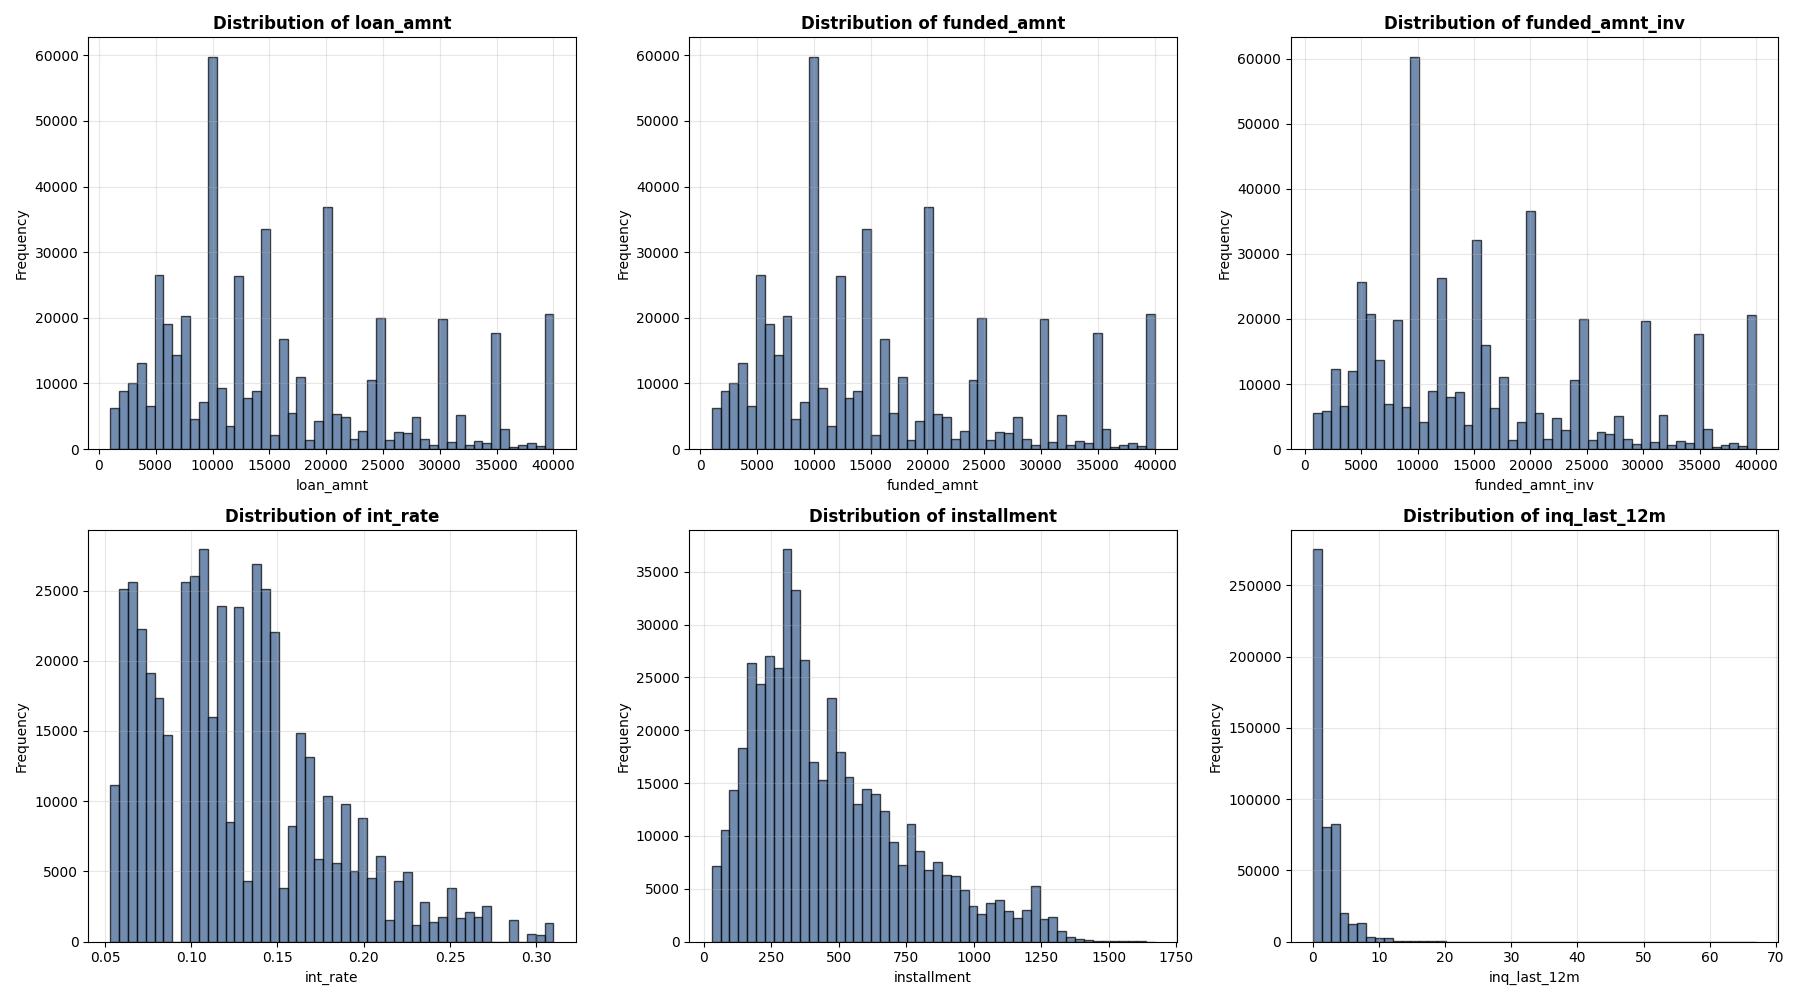 Distribution of loan_amnt
Frequency
60000
50000
40000
30000
20000
10000
0
0 5000 10000 15000 20000 25000 30000 35000 40000
loan_amnt
Distribution of funded_amnt
Frequency
60000
50000
40000
30000
20000
10000
0
0 5000 10000 15000 20000 25000 30000 35000 40000
funded_amnt
Distribution of funded_amnt_inv
Frequency
60000
50000
40000
30000
20000
10000
0
0 5000 10000 15000 20000 25000 30000 35000 40000
funded_amnt_inv
Distribution of int_rate
Frequency
25000
20000
15000
10000
5000
0
0.05 0.10 0.15 0.20 0.25 0.30
int_rate
Distribution of installment
Frequency
35000
30000
25000
20000
15000
10000
5000
0
0 250 500 750 1000 1250 1500 1750
installment
Distribution of inq_last_12m
Frequency
250000
200000
150000
100000
50000
0
0 10 20 30 40 50 60 70
inq_last_12m